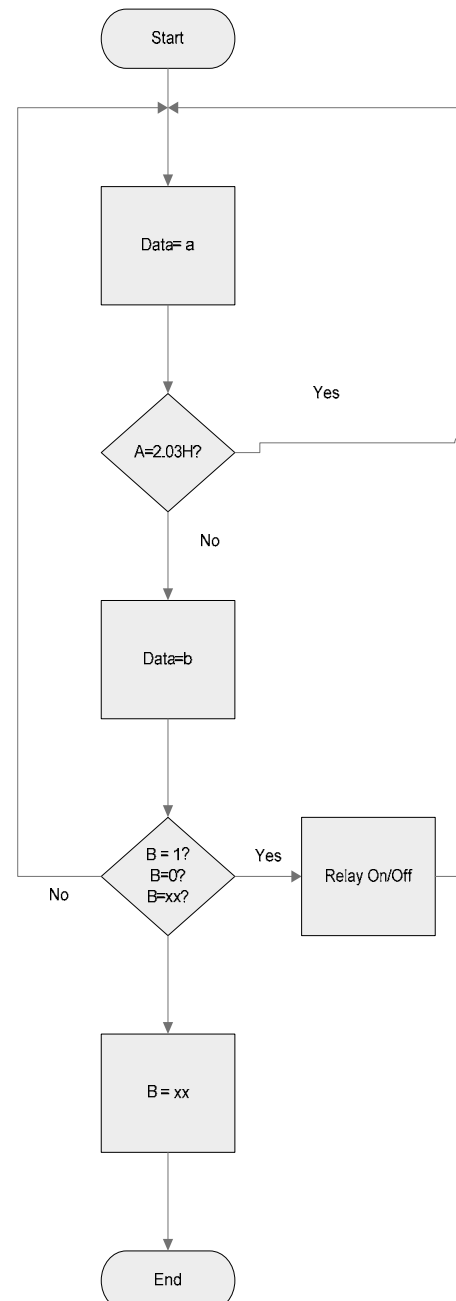 Start
Data= a
Yes
A=2.03H?
No
Data=b
B = 1?
B=0?
B=xx?
Yes
Relay On/Off
No
B = xx
End